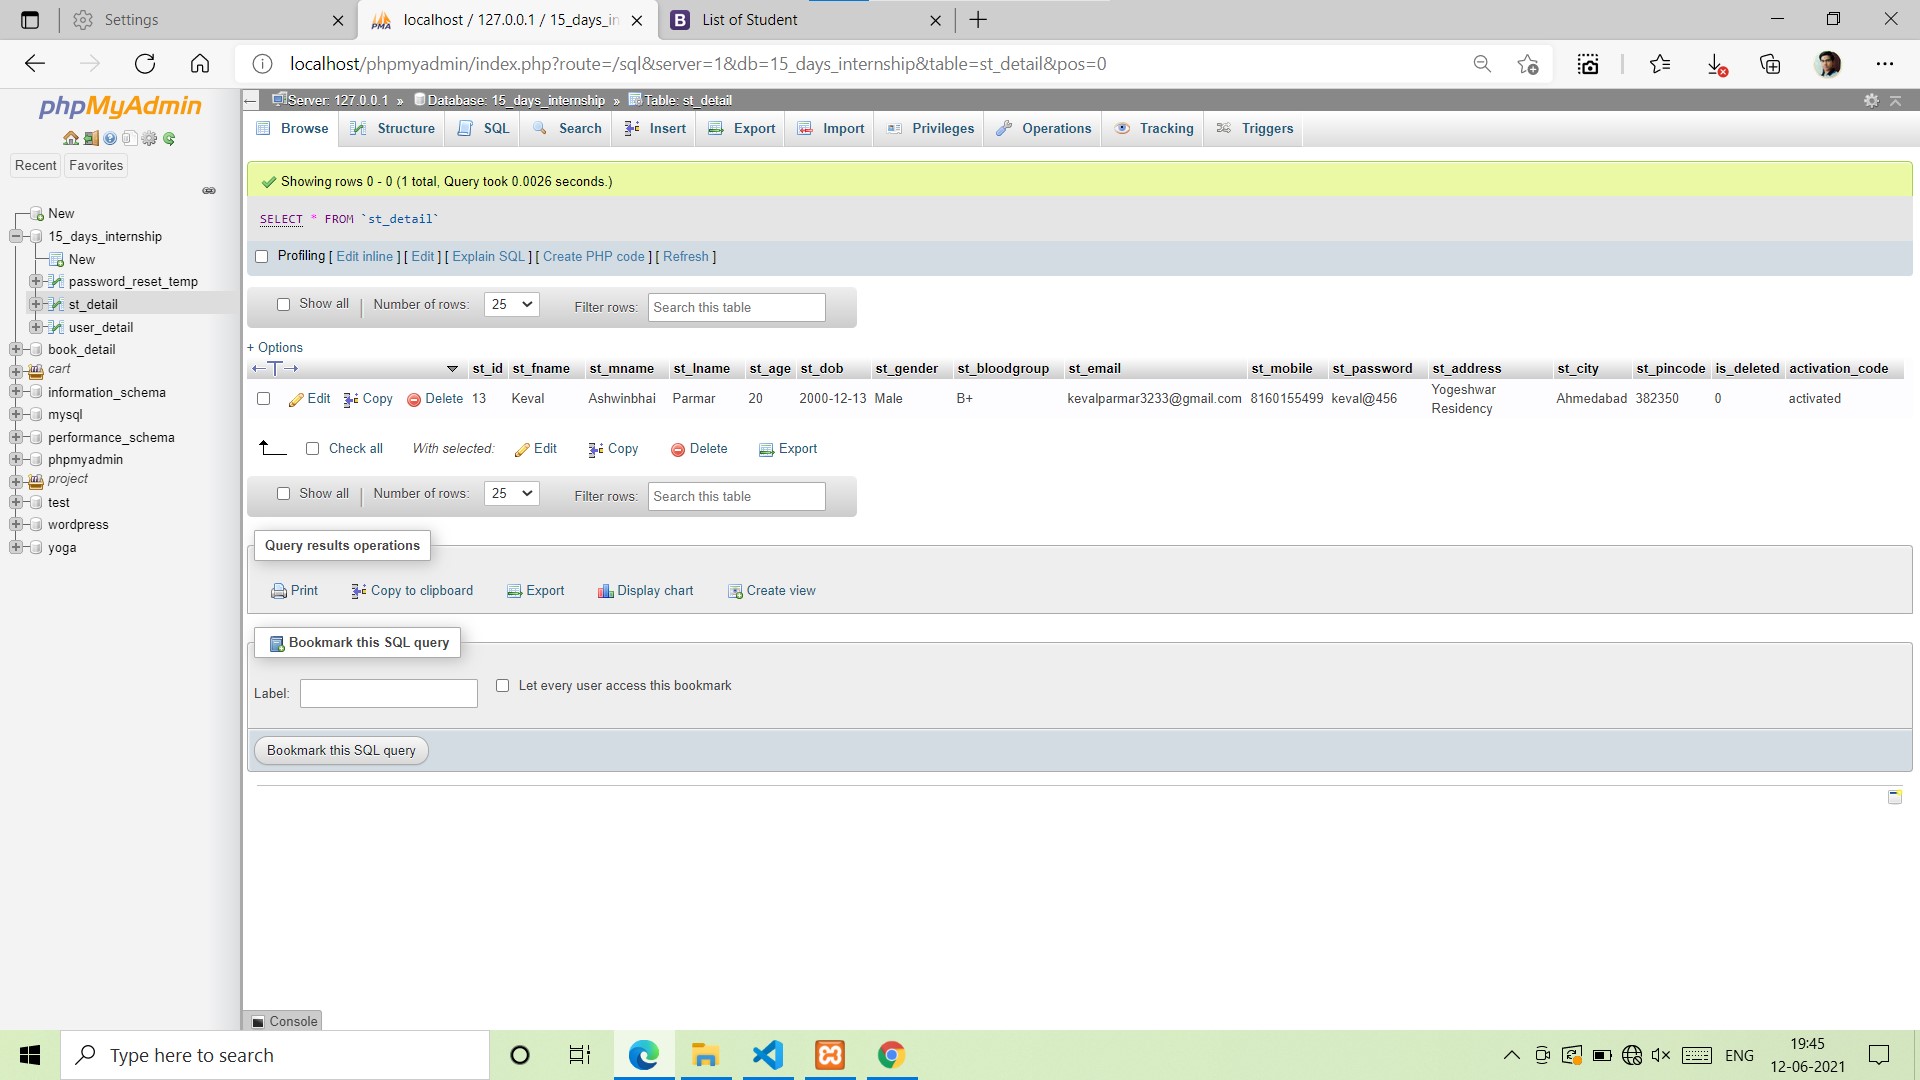 Settings
localhost / 127.0.0.1 / 15_days_in
List of Student
localhost/phpmyadmin/index.php?route=/sql&server=1&db=15_days_internship&table=st_detail&pos=0
phpMyAdmin
Recent Favorites
New
15_days_internship
New
password_reset_temp
st_detail
user_detail
book_detail
cart
information_schema
mysql
performance_schema
phpmyadmin
project
test
wordpress
yoga
Server: 127.0.0.1 » Database: 15_days_internship » Table: st_detail
Browse Structure SQL Search Insert Export Import Privileges Operations Tracking Triggers
Showing rows 0 - 0 (1 total, Query took 0.0026 seconds.)
SELECT * FROM `st_detail`
Profiling [ Edit inline ] [ Edit ] [ Explain SQL ] [ Create PHP code ] [ Refresh ]
Show all Number of rows: 25 Filter rows: Search this table
+ Options
st_id st_fname st_mname st_lname st_age st_dob st_gender st_bloodgroup st_email st_mobile st_password st_address st_city st_pincode is_deleted activation_code
Edit Copy Delete 13 Keval Ashwinbhai Parmar 20 2000-12-13 Male B+ kevalparmar3233@gmail.com 8160155499 keval@456 Yogeshwar Residency Ahmedabad 382350 0 activated
Check all With selected: Edit Copy Delete Export
Show all Number of rows: 25 Filter rows: Search this table
Query results operations
Print Copy to clipboard Export Display chart Create view
Bookmark this SQL query
Label: Let every user access this bookmark
Bookmark this SQL query
Console
Type here to search
ENG
19:45
12-06-2021